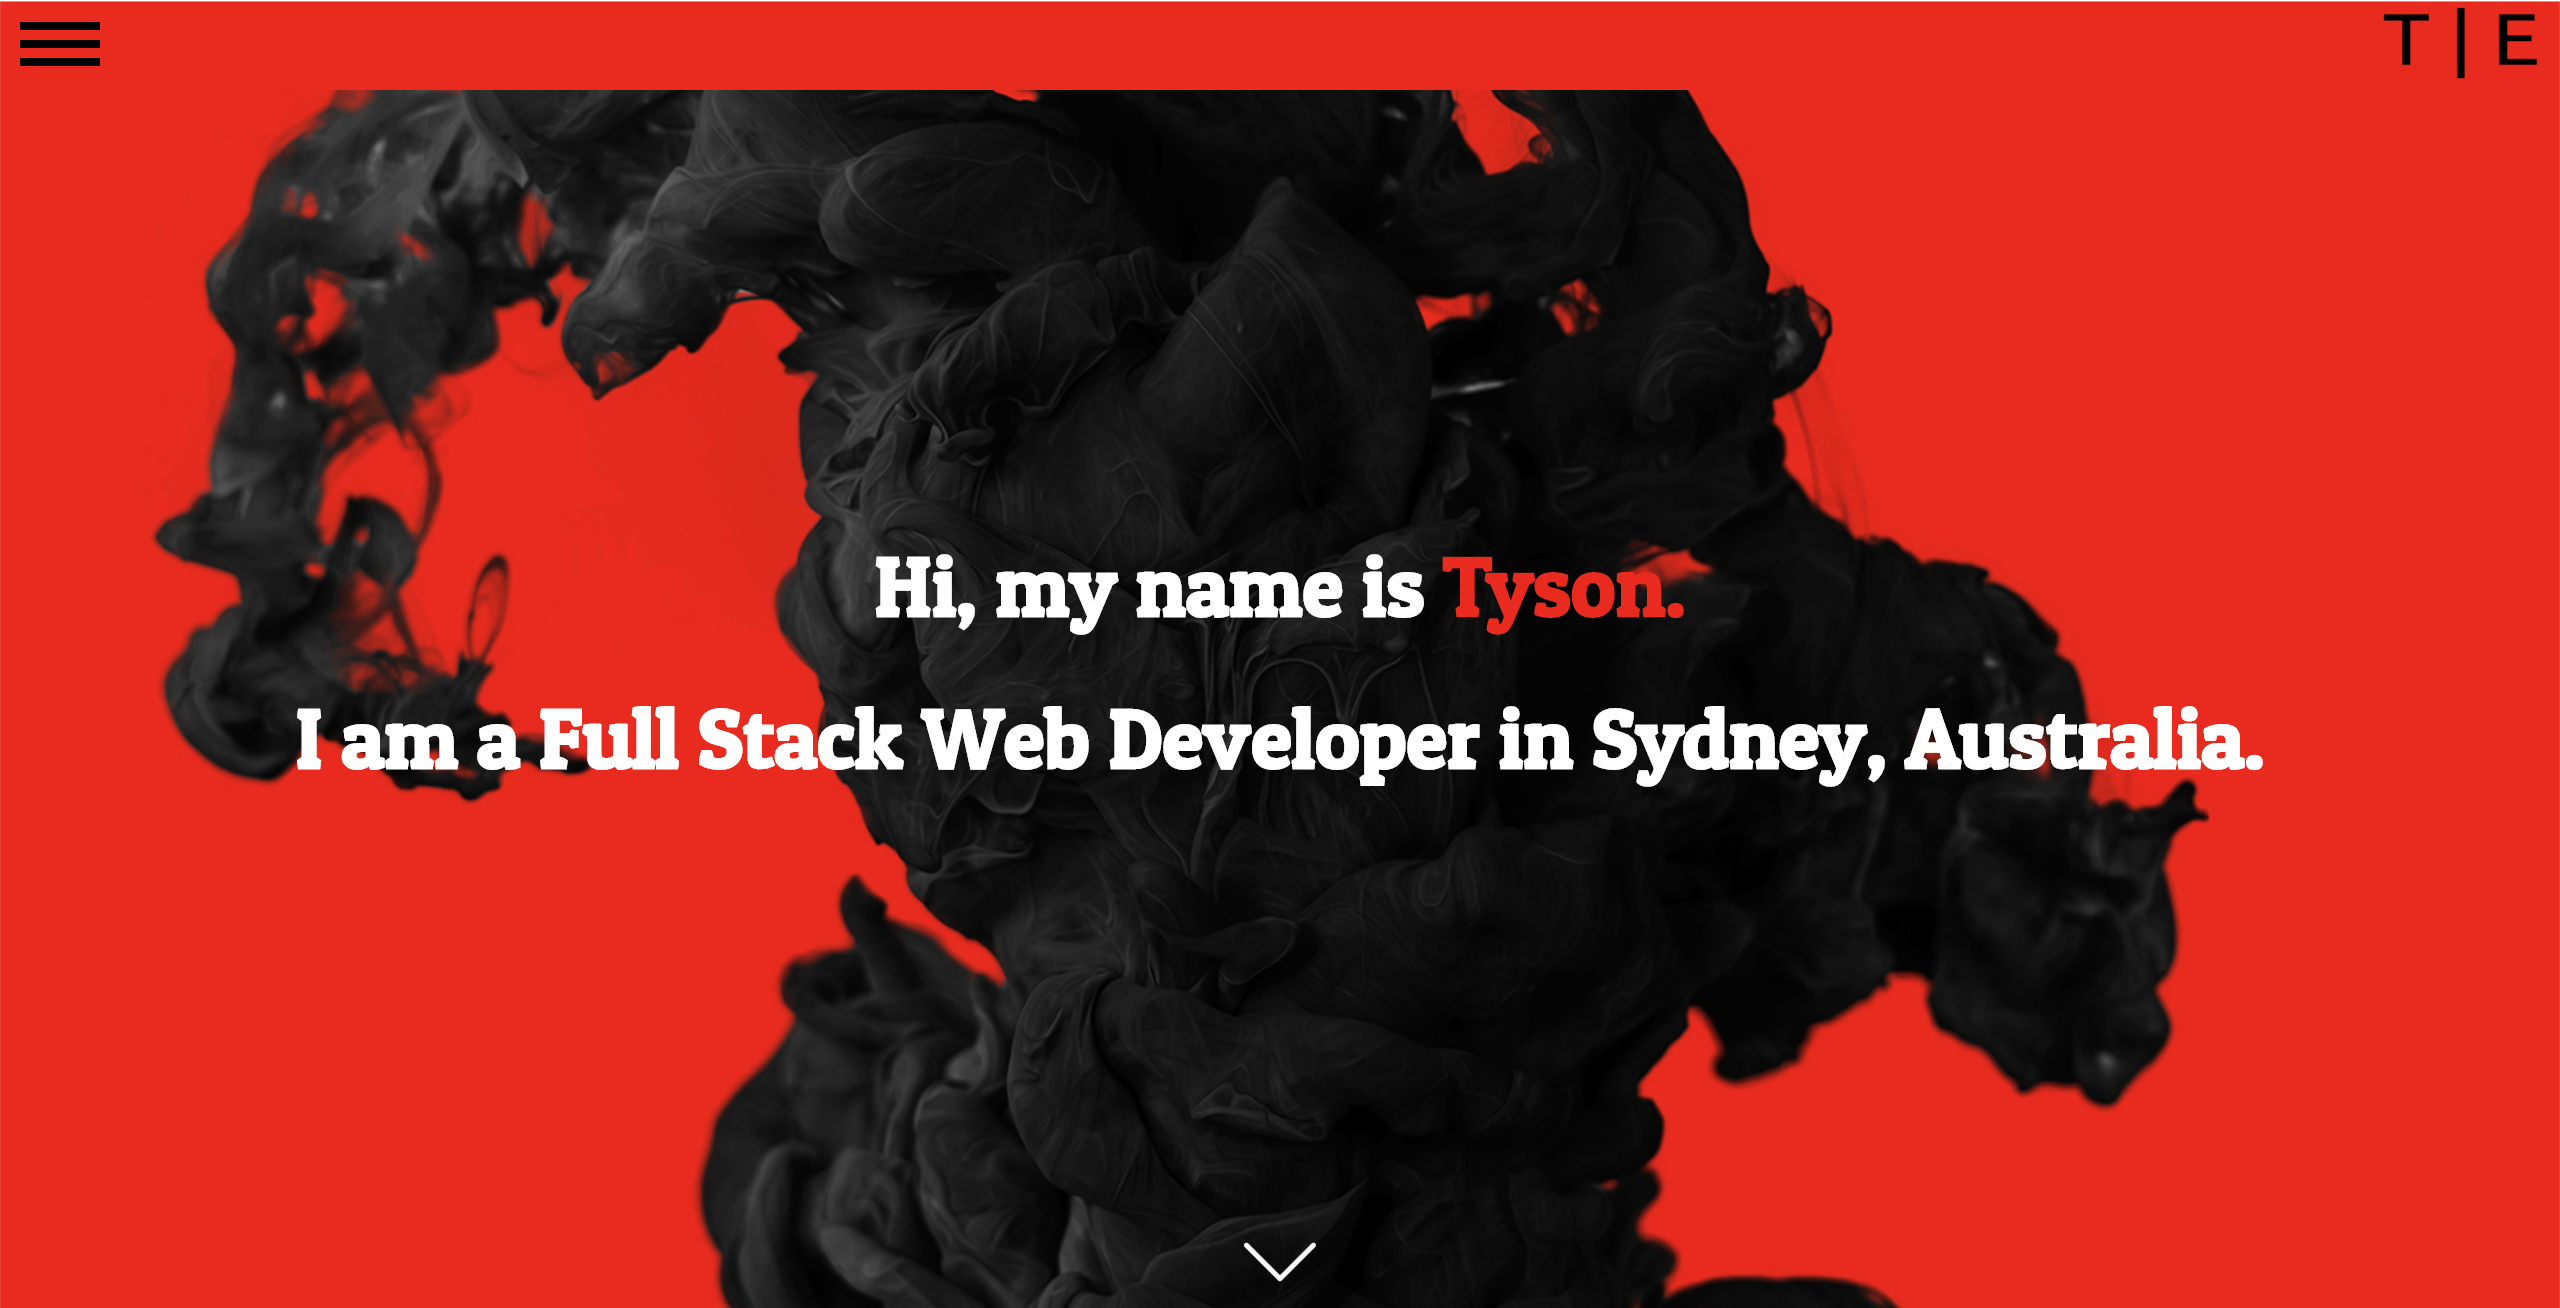 T | E
Hi, my name is Tyson.
I am a Full Stack Web Developer in Sydney, Australia.